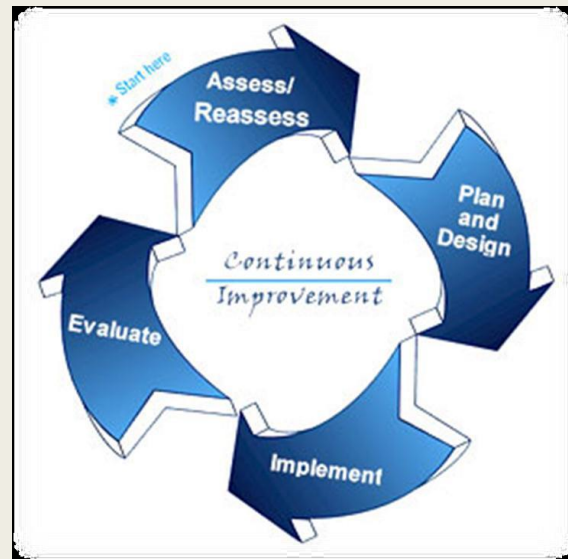 * Start here
Assess/
Reassess
Plan
and
Design
Implement
Evaluate
Continuous
Improvement